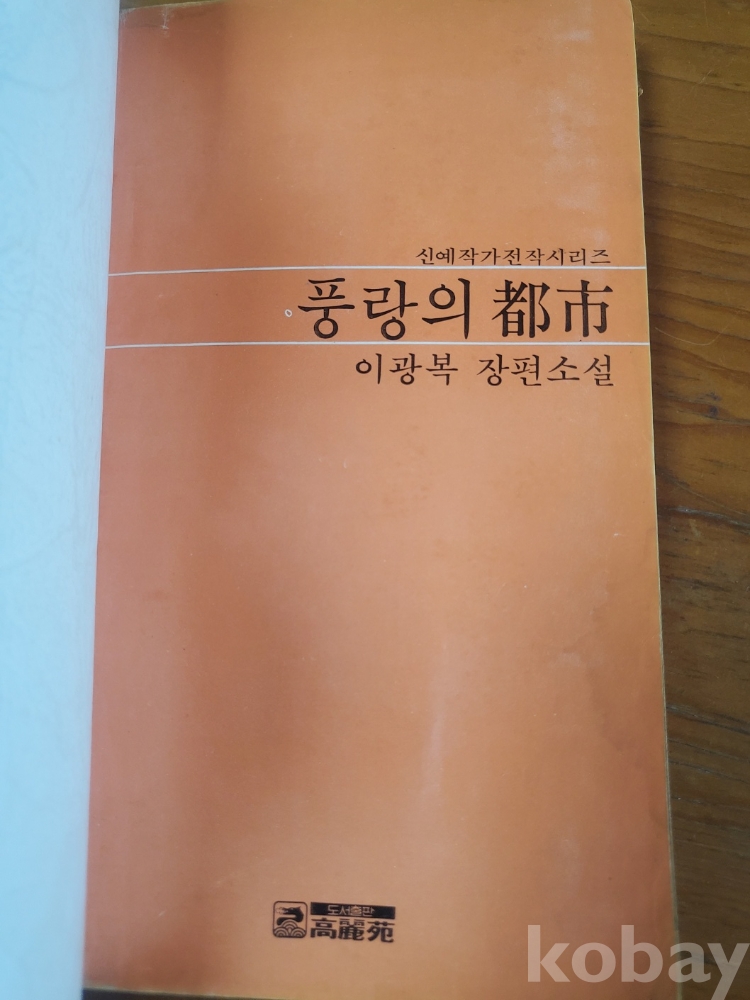 신예작가전작시리즈
풍랑의 都市
이광복 장편소설
도서출판
高麗苑
kobay